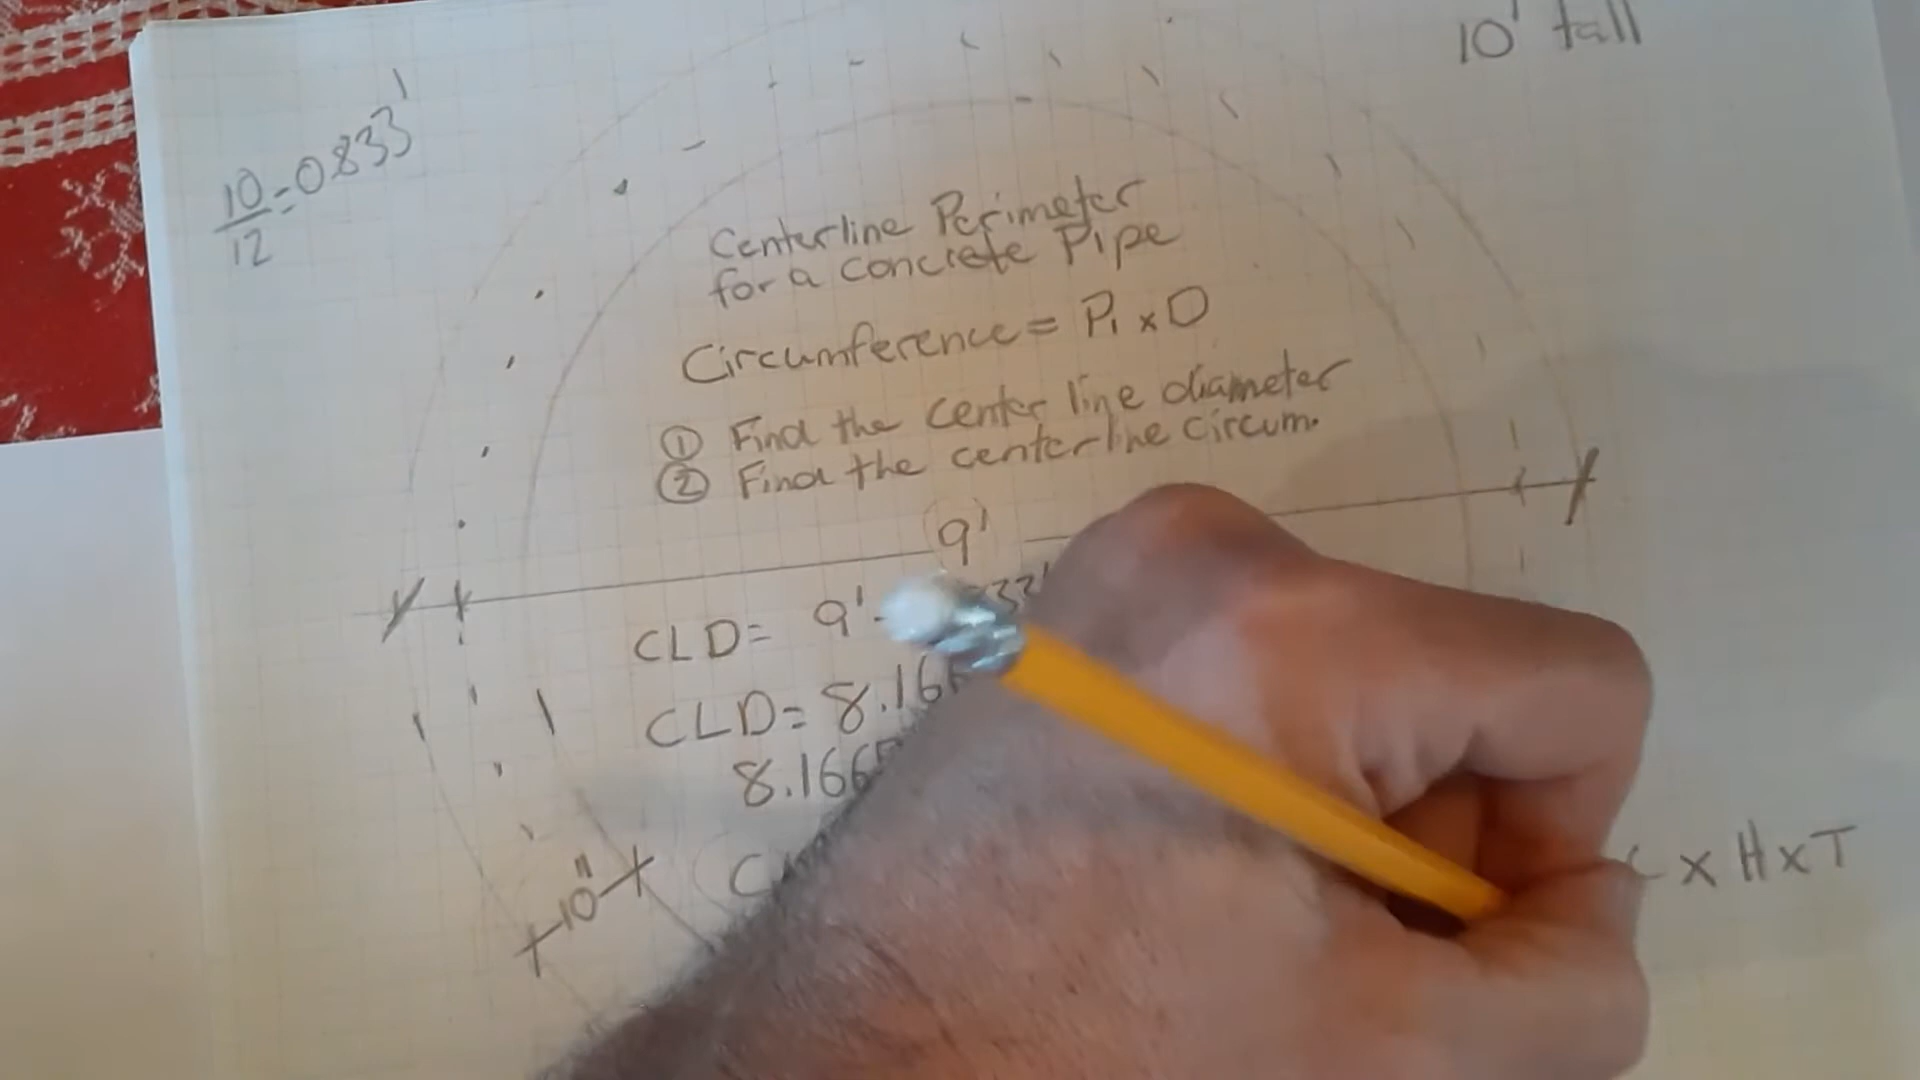 10' tall
10/12 = 0.833'
Centerline Perimeter
for a concrete Pipe
Circumference = Pi x D
① Find the center line diameter
② Find the centerline circum.
9'
CLD = 9' -
CLD = 8.166
8.166
10"
C x H x T